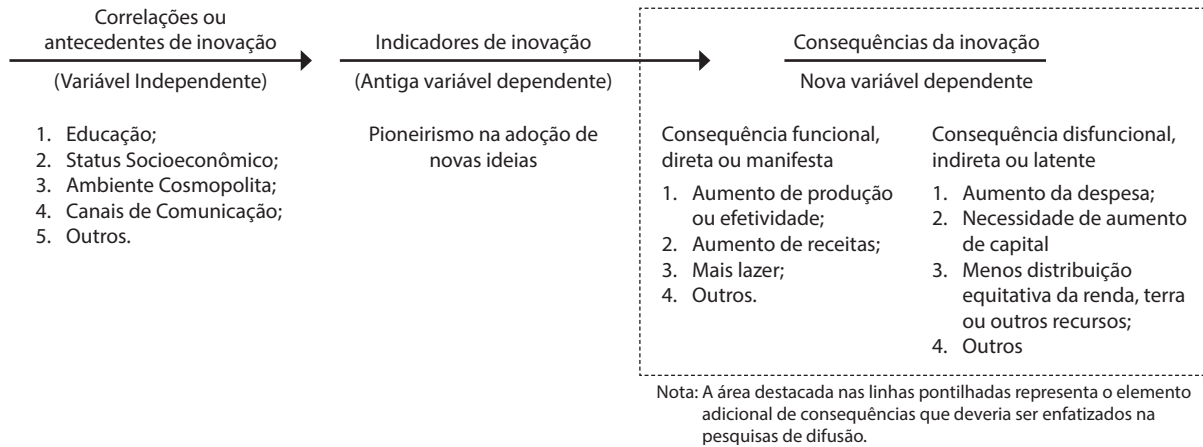 Correlações ou
antecedentes de inovação
(Variável Independente)
1. Educação;
2. Status Socioeconômico;
3. Ambiente Cosmopolita;
4. Canais de Comunicação;
5. Outros.
Indicadores de inovação
(Antiga variável dependente)
Pioneirismo na adoção de
novas ideias
Consequências da inovação
Nova variável dependente
Consequência funcional,
direta ou manifesta
1. Aumento de produção
ou efetividade;
2. Aumento de receitas;
3. Mais lazer;
4. Outros.
Consequência disfuncional,
indireta ou latente
1. Aumento da despesa;
2. Necessidade de aumento
de capital
3. Menos distribuição
equitativa da renda, terra
ou outros recursos;
4. Outros
Nota: A área destacada nas linhas pontilhadas representa o elemento
adicional de consequências que deveria ser enfatizados na
pesquisas de difusão.